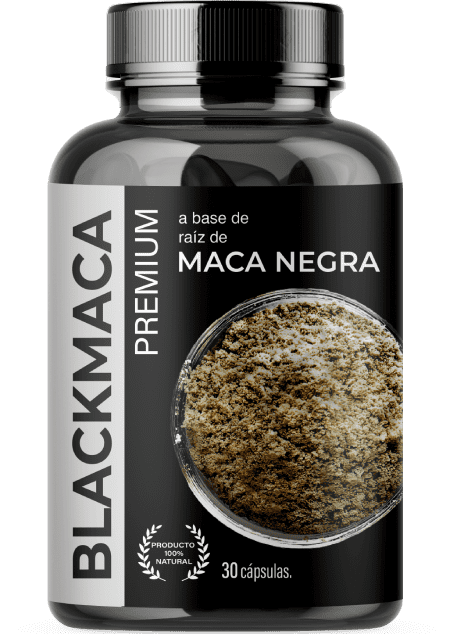 BLACKMACA
PREMIUM
a base de
raíz de
MACA NEGRA
PRODUCTO
100%
NATURAL
30 cápsulas.